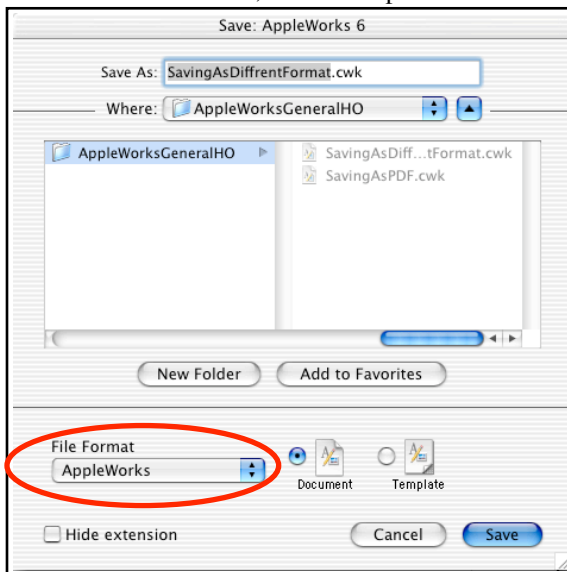 Save: AppleWorks 6
Save As: SavingAsDiffrentFormat.cwk
Where: AppleWorksGeneralHO
AppleWorksGeneralHO
SavingAsDiff...tFormat.cwk
SavingAsPDF.cwk
New Folder
Add to Favorites
File Format
AppleWorks
Document
Template
Hide extension
Cancel
Save